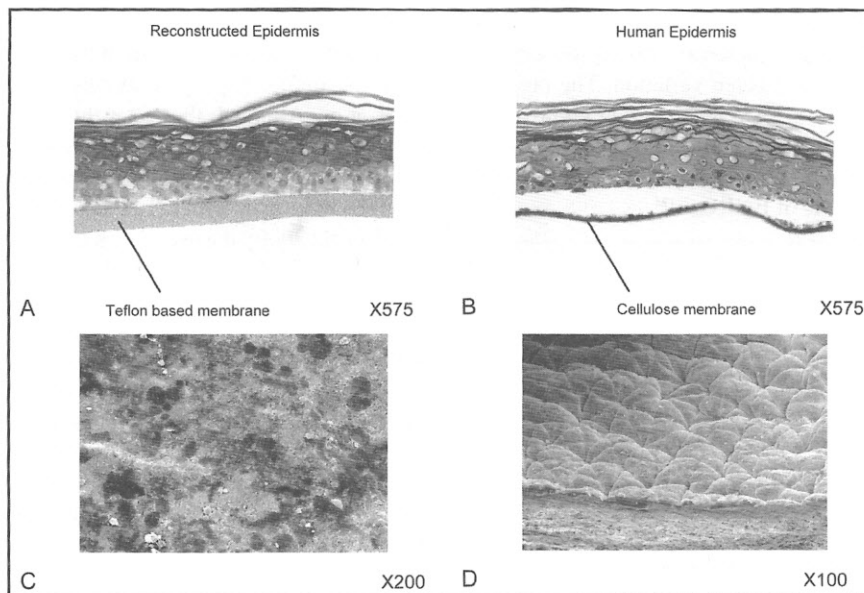 Reconstructed Epidermis
Human Epidermis
A
Teflon based membrane
X575
B
Cellulose membrane
X575
C
X200
D
X100